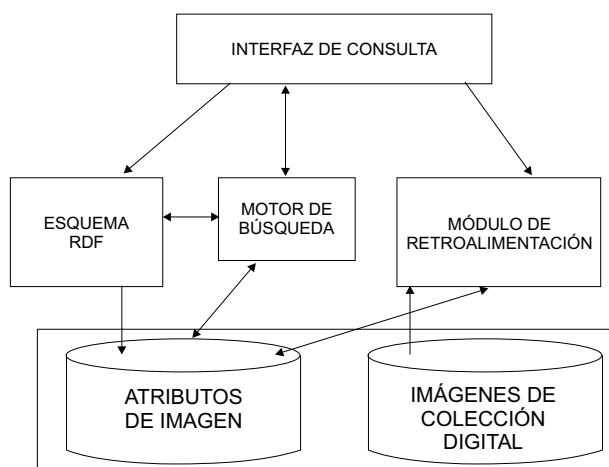 INTERFAZ DE CONSULTA
ESQUEMA
RDF
MOTOR DE
BÚSQUEDA
MÓDULO DE
RETROALIMENTACIÓN
ATRIBUTOS
DE IMAGEN
IMÁGENES DE
COLECCIÓN
DIGITAL